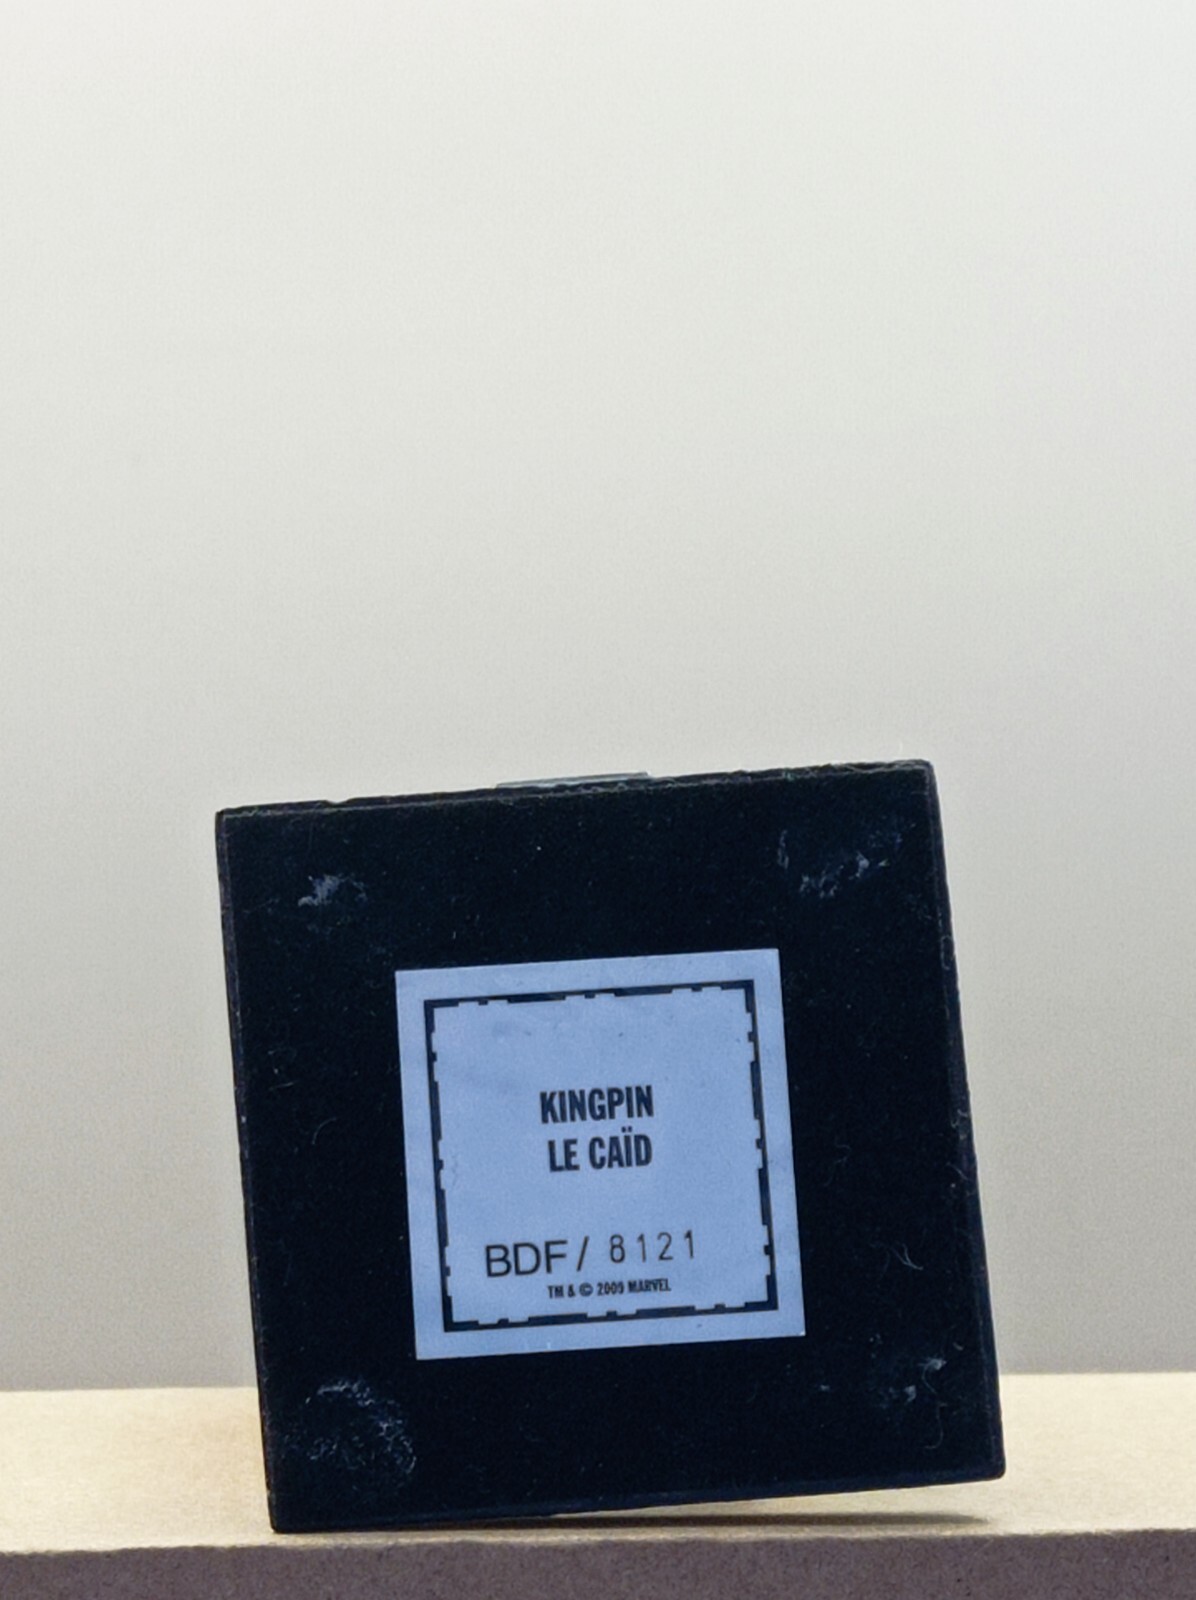 KINGPIN
LE CAÏD
BDF/ 8121
TM & © 2009 MARVEL